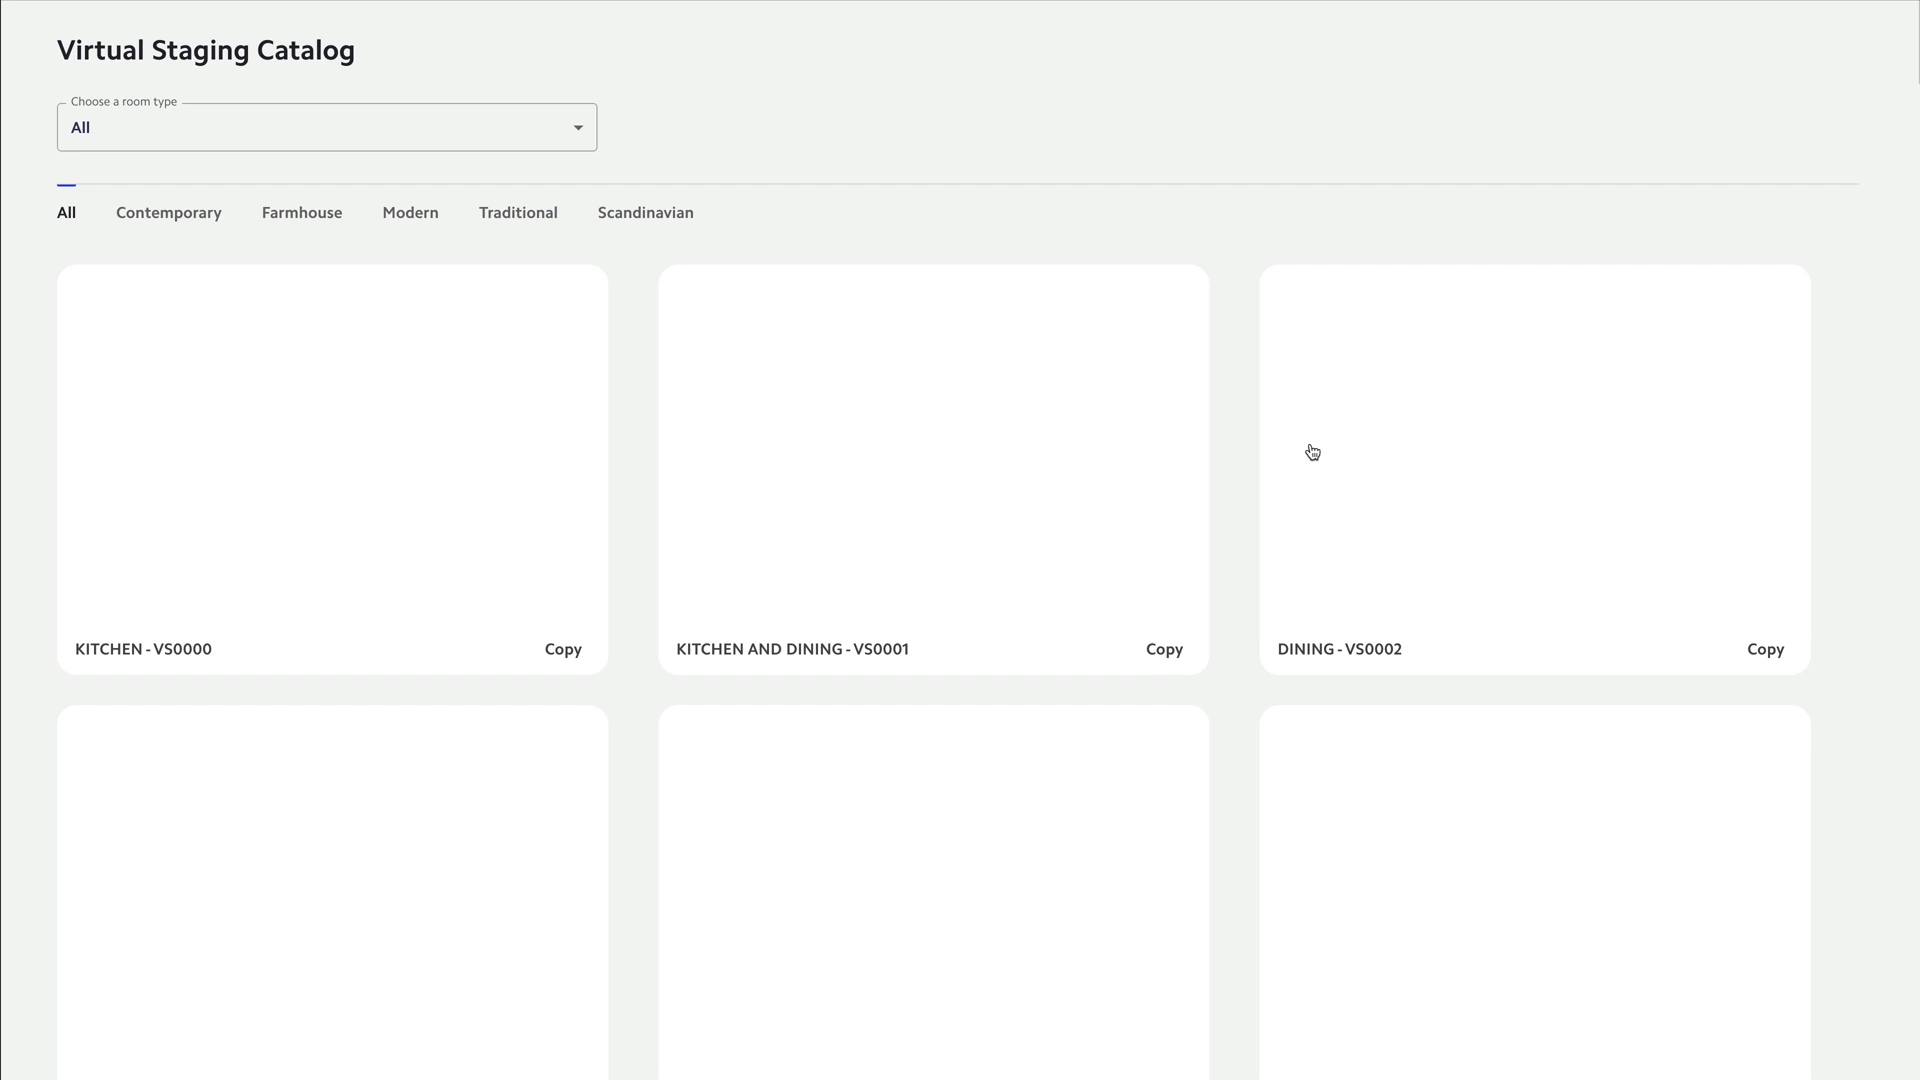 Virtual Staging Catalog
Choose a room type
All
All Contemporary Farmhouse Modern Traditional Scandinavian
KITCHEN - VS0000 Copy
KITCHEN AND DINING - VS0001 Copy
DINING - VS0002 Copy